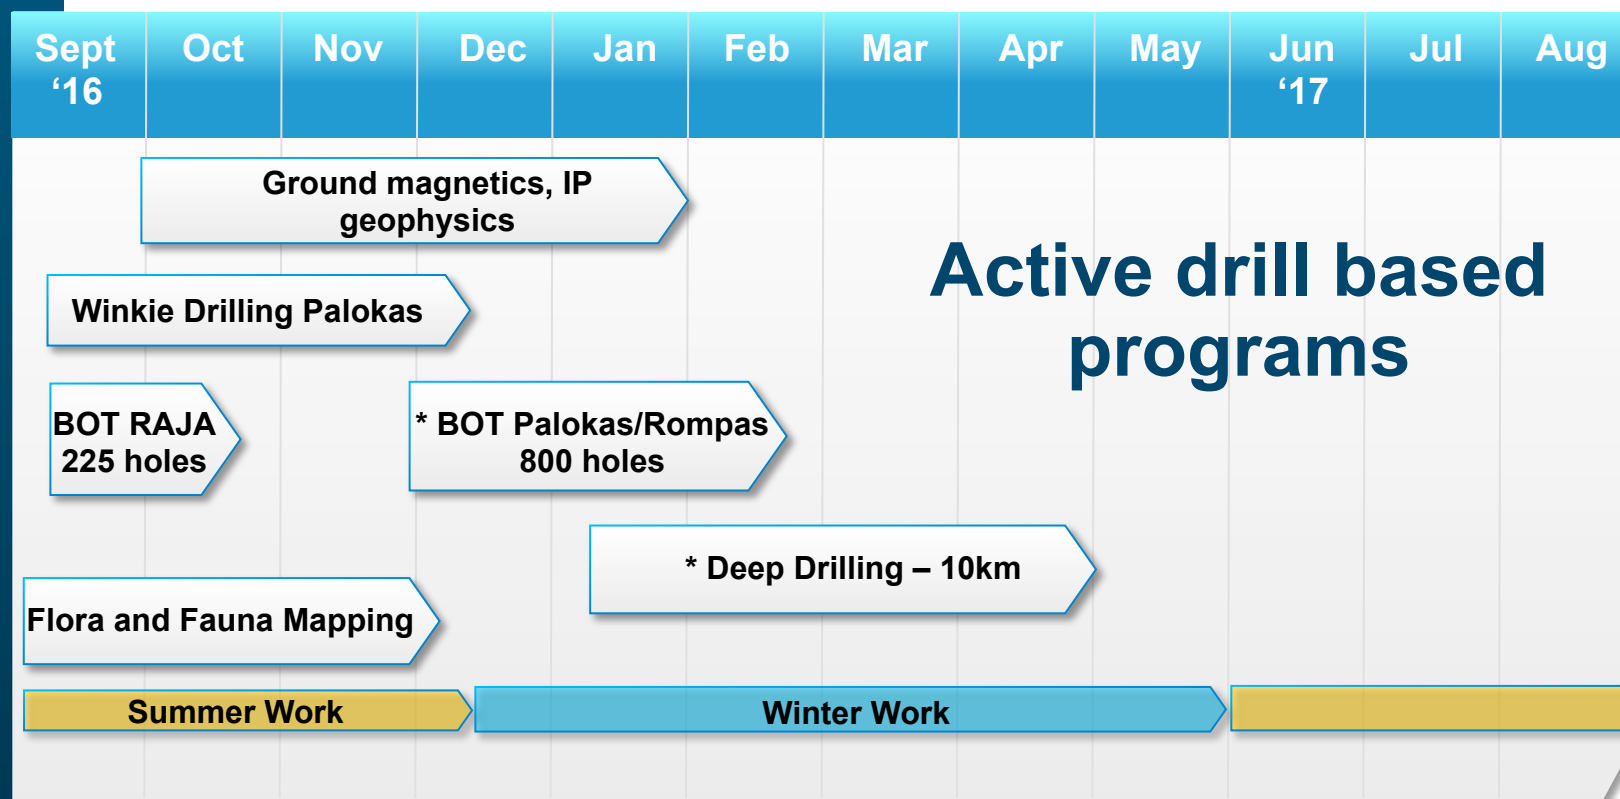 Sept Oct Nov Dec Jan Feb Mar Apr May Jun Jul Aug
‘16 ‘17
Ground magnetics, IP
geophysics
Active drill based
programs
Winkie Drilling Palokas
BOT RAJA
225 holes
* BOT Palokas/Rompas
800 holes
* Deep Drilling – 10km
Flora and Fauna Mapping
Summer Work
Winter Work